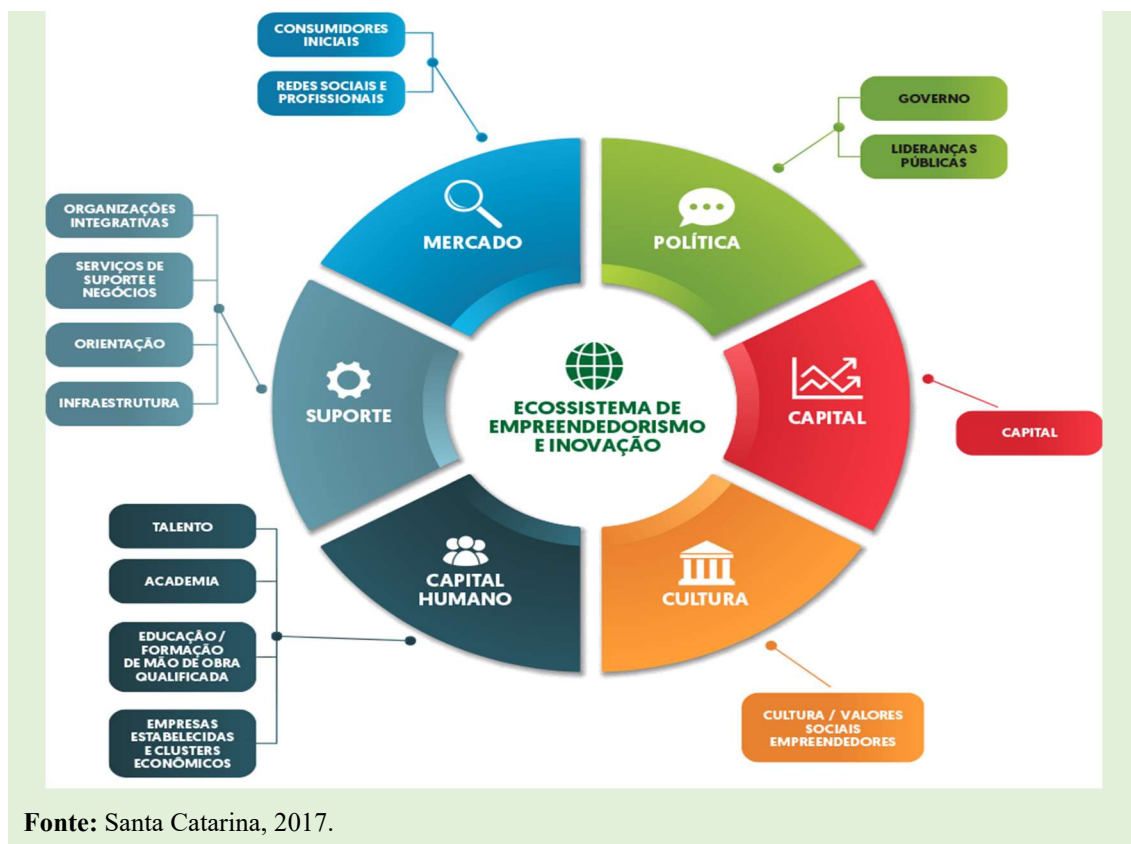 CONSUMIDORES
INICIAIS
REDES SOCIAIS E
PROFISSIONAIS
GOVERNO
LIDERANÇAS
PÚBLICAS
MERCADO
POLÍTICA
ORGANIZAÇÕES
INTEGRATIVAS
SERVIÇOS DE
SUPORTE E
NEGÓCIOS
ORIENTAÇÃO
INFRAESTRUTURA
SUPORTE
ECOSSISTEMA DE
EMPREENDEDORISMO
E INOVAÇÃO
CAPITAL
CAPITAL
TALENTO
ACADEMIA
EDUCAÇÃO /
FORMAÇÃO
DE MÃO DE OBRA
QUALIFICADA
EMPRESAS
ESTABELECIDAS
E CLUSTERS
ECONÔMICOS
CAPITAL
HUMANO
CULTURA
CULTURA / VALORES
SOCIAIS
EMPREENDEDORES
Fonte: Santa Catarina, 2017.